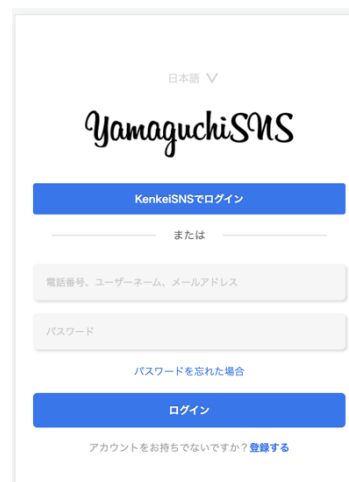 日本語
YamaguchiSNS
KenkeiSNSでログイン
または
電話番号、ユーザーネーム、メールアドレス
パスワード
パスワードを忘れた場合
ログイン
アカウントをお持ちでないですか？登録する